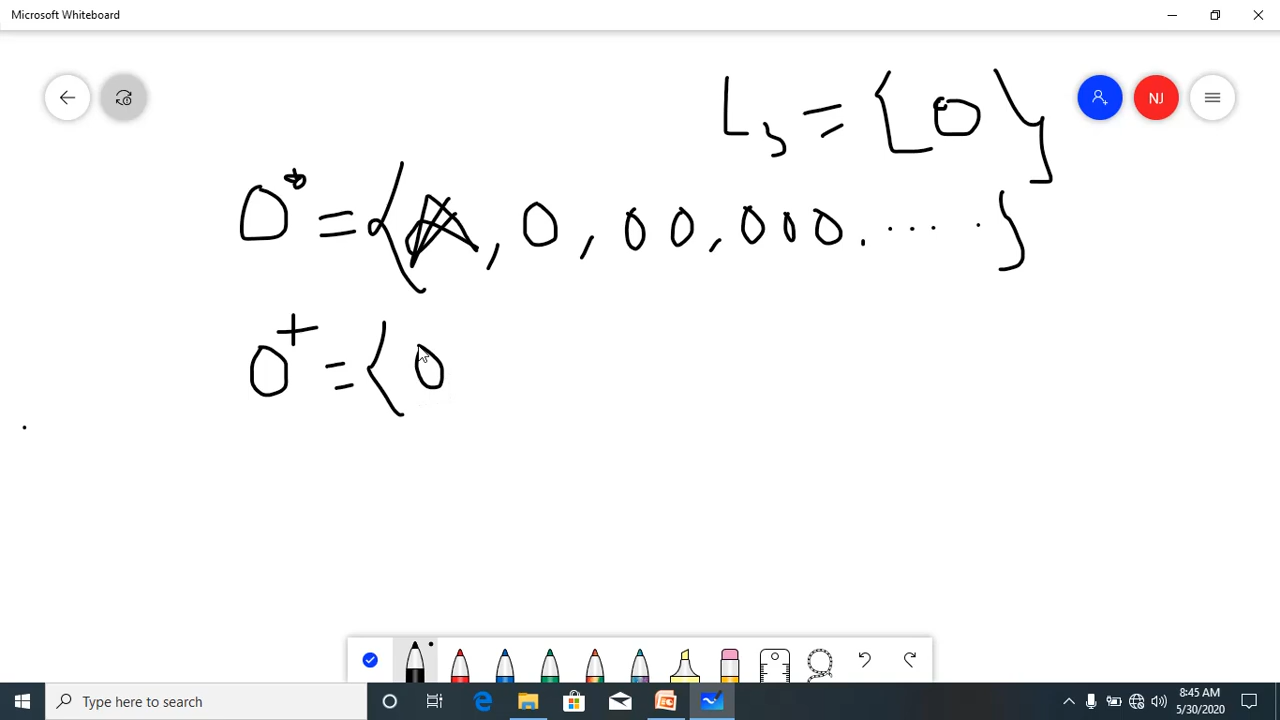 Microsoft Whiteboard
L₃ = {0}
NJ
0* = {, 0, 00, 000. .... }
0⁺ = { 0
Type here to search
8:45 AM
5/30/2020